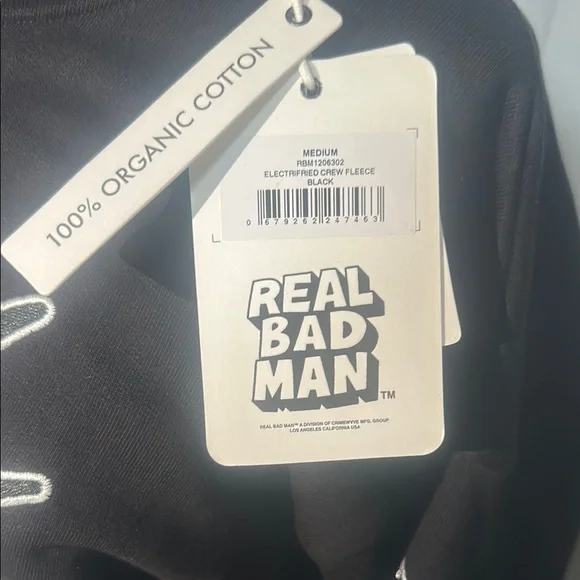 100% ORGANIC COTTON
MEDIUM
RBM1206302
ELECTRIFRIED CREW FLEECE
BLACK
0 679262 247463
REAL
BAD
MAN
TM
REAL BAD MAN™ A DIVISION OF CRIMEWVE MFG. GROUP
LOS ANGELES CALIFORNIA USA